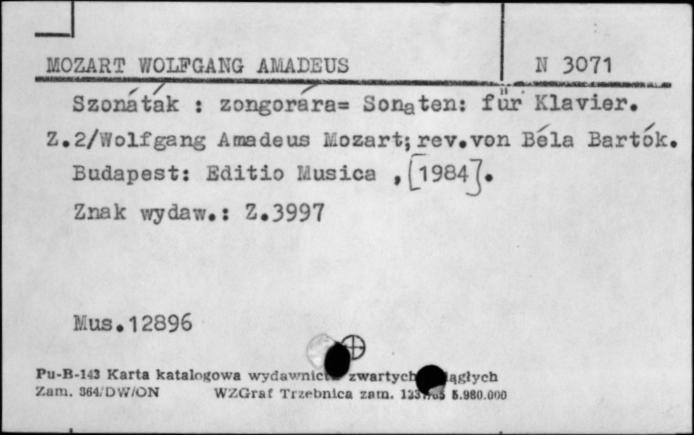 MOZART WOLFGANG AMADEUS N 3071
Szonáták : zongorára= Sonaten: für Klavier.
Z.2/Wolfgang Amadeus Mozart; rev.von Béla Bartók.
Budapest: Editio Musica , [1984].
Znak wydaw.: Z.3997
Mus.12896
Pu-B-143 Karta katalogowa wydawnict zwartych ągłych
Zam. 364/DW/ON WZGraf Trzebnica zam. 5.980.000